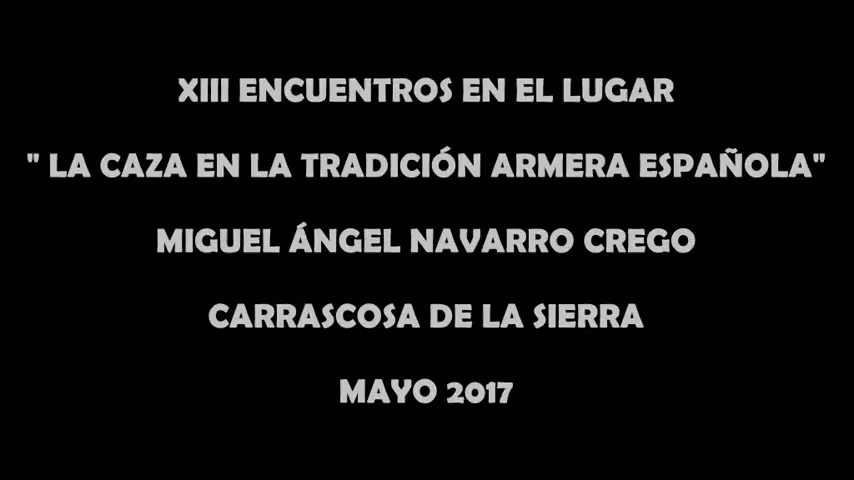 XIII ENCUENTROS EN EL LUGAR
" LA CAZA EN LA TRADICIÓN ARMERA ESPAÑOLA"
MIGUEL ÁNGEL NAVARRO CREGO
CARRASCOSA DE LA SIERRA
MAYO 2017